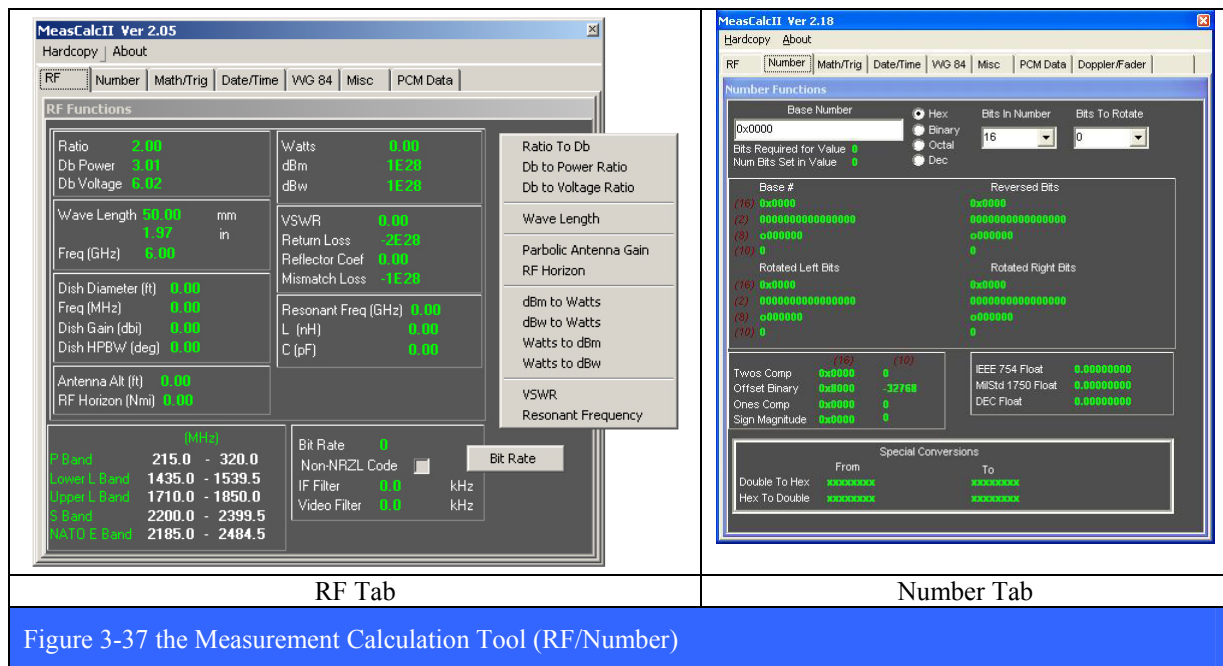 MeasCalcII Ver 2.05
Hardcopy About
RF Number Math/Trig Date/Time WG 84 Misc PCM Data
RF Functions
Ratio 2.00
Db Power 3.01
Db Voltage 6.02
Wave Length 50.00 mm
1.97 in
Freq (GHz) 6.00
Dish Diameter (ft) 0.00
Freq (MHz) 0.00
Dish Gain (dbi) 0.00
Dish HPBW (deg) 0.00
Antenna Alt (ft) 0.00
RF Horizon (Nmi) 0.00
Watts 0.00
dBm 1E28
dBw 1E28
VSWR 0.00
Return Loss -2E28
Reflector Coef 0.00
Mismatch Loss -1E28
Resonant Freq (GHz) 0.00
L (nH) 0.00
C (pF) 0.00
Ratio To Db
Db to Power Ratio
Db to Voltage Ratio
Wave Length
Parbolic Antenna Gain
RF Horizon
dBm to Watts
dBw to Watts
Watts to dBm
Watts to dBw
VSWR
Resonant Frequency
(MHz)
P Band 215.0 - 320.0
Lower L Band 1435.0 - 1539.5
Upper L Band 1710.0 - 1850.0
S Band 2200.0 - 2399.5
NATO E Band 2185.0 - 2484.5
Bit Rate 0
Non-NRZL Code
IF Filter 0.0 kHz
Video Filter 0.0 kHz
Bit Rate
RF Tab
MeasCalcII Ver 2.18
Hardcopy About
RF Number Math/Trig Date/Time WG 84 Misc PCM Data Doppler/Fader
Number Functions
Base Number
0x0000
Bits Required for Value 0
Num Bits Set in Value 0
Hex
Binary
Octal
Dec
Bits In Number
16
Bits To Rotate
0
Base # Reversed Bits
(16) 0x0000 0x0000
(2) 0000000000000000 0000000000000000
(8) o000000 o000000
(10) 0 0
Rotated Left Bits Rotated Right Bits
(16) 0x0000 0x0000
(2) 0000000000000000 0000000000000000
(8) o000000 o000000
(10) 0 0
(16) (10)
Twos Comp 0x0000 0
Offset Binary 0x8000 -32768
Ones Comp 0x0000 0
Sign Magnitude 0x0000 0
IEEE 754 Float 0.00000000
MilStd 1750 Float 0.00000000
DEC Float 0.00000000
Special Conversions
From To
Double To Hex xxxxxxxx xxxxxxxx
Hex To Double xxxxxxxx xxxxxxxx
Number Tab
Figure 3-37 the Measurement Calculation Tool (RF/Number)